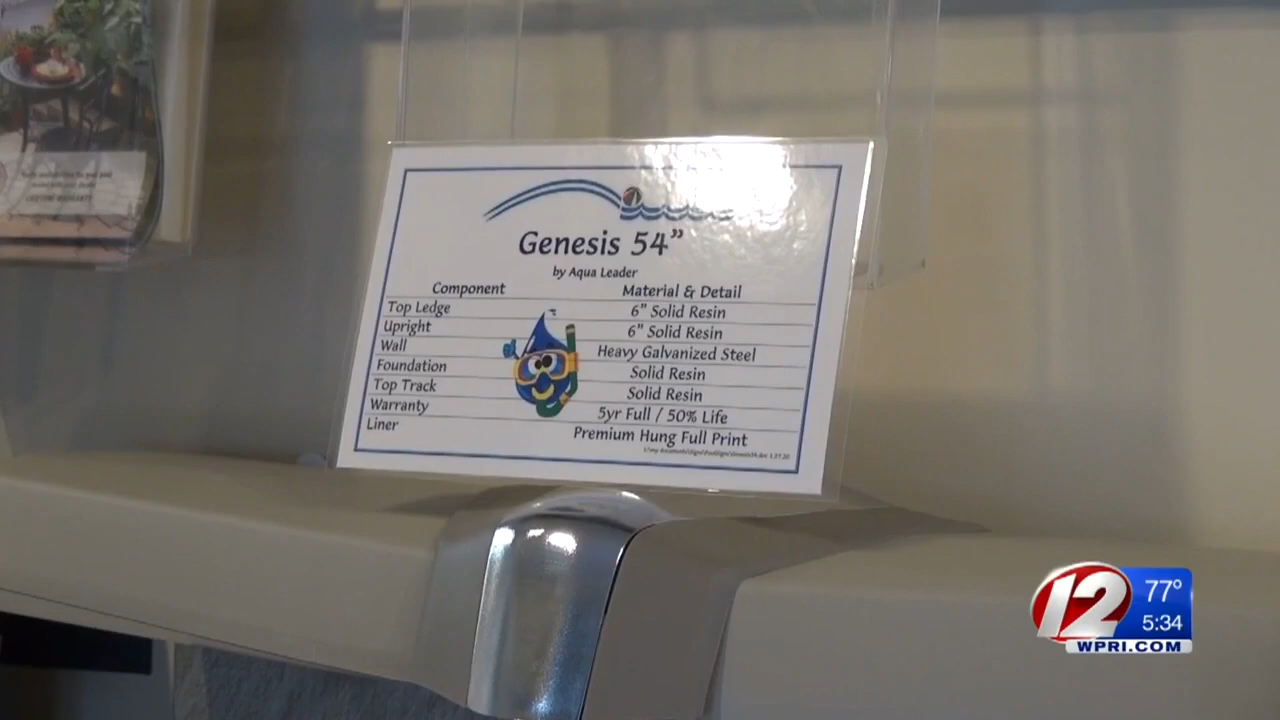 Genesis 54”
by Aqua Leader
Component Material & Detail
Top Ledge 6” Solid Resin
Upright 6” Solid Resin
Wall Heavy Galvanized Steel
Foundation Solid Resin
Top Track Solid Resin
Warranty 5yr Full / 50% Life
Liner Premium Hung Full Print
12
77°
5:34
WPRI.COM